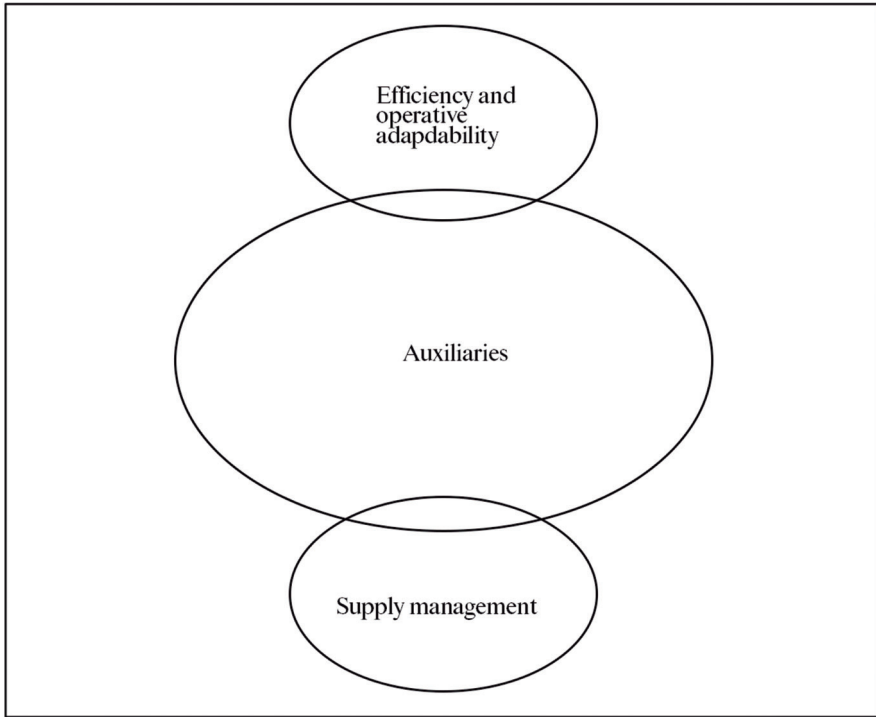 Efficiency and
operative
adapdability
Auxiliaries
Supply management